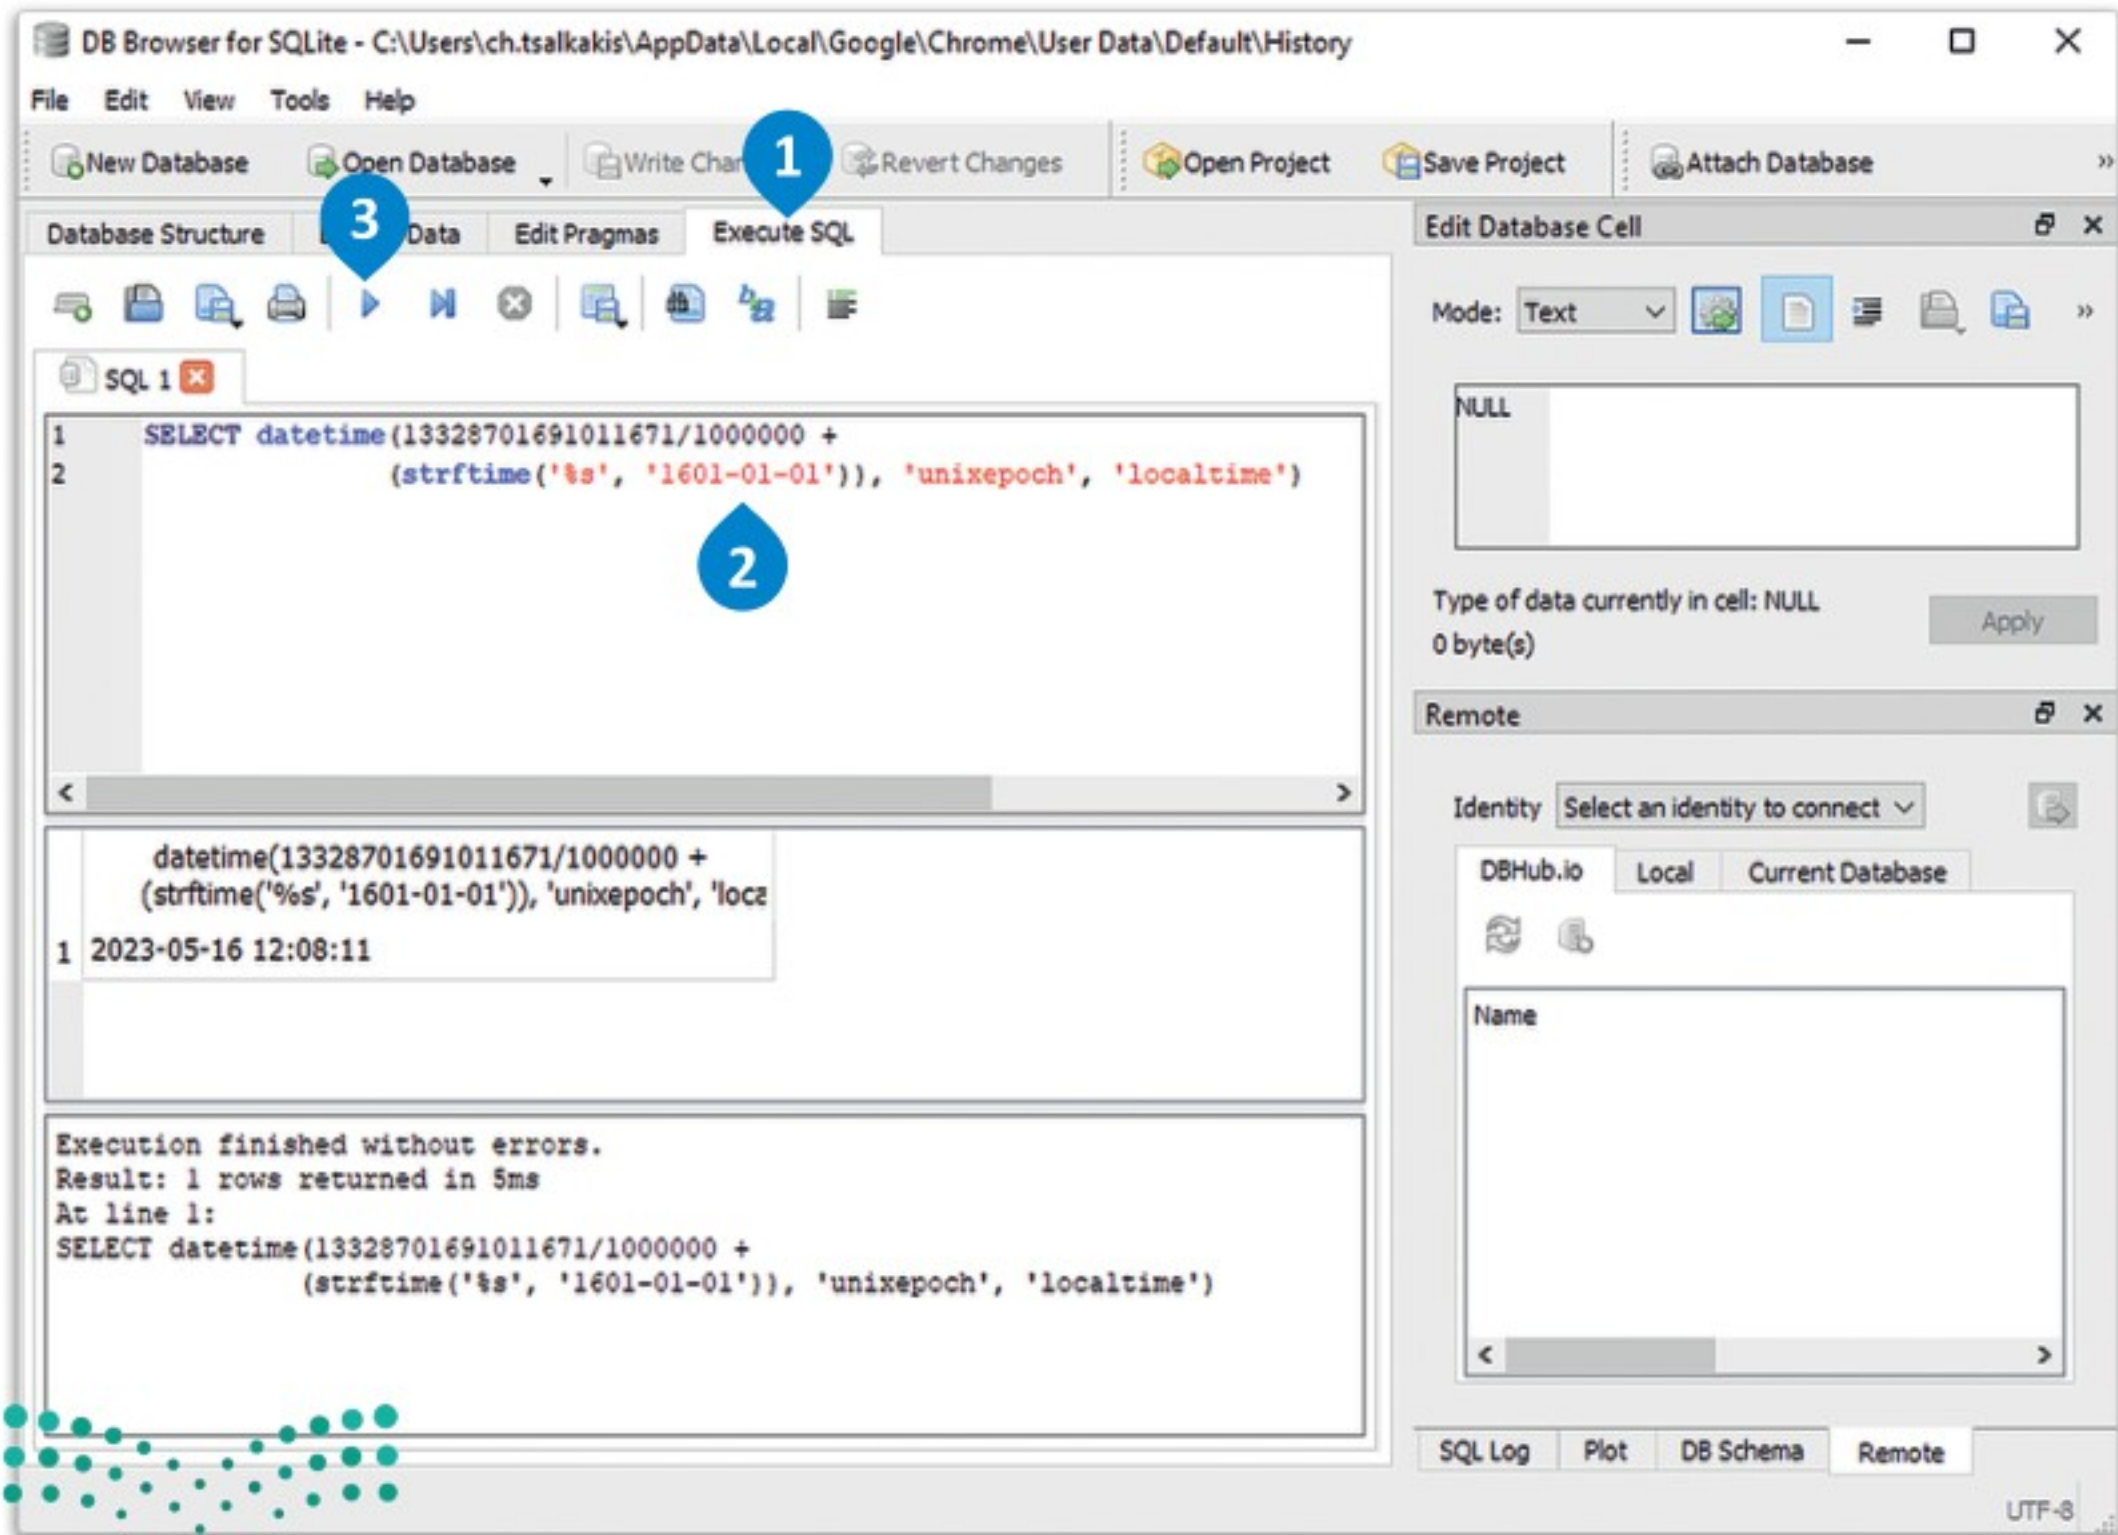 DB Browser for SQLite - C:\Users\ch.tsalkakis\AppData\Local\Google\Chrome\User Data\Default\History
File Edit View Tools Help
New Database Open Database Write Char 1 Revert Changes Open Project Save Project Attach Database »
Database Structure 3 Data Edit Pragmas Execute SQL
SQL 1
1 SELECT datetime(13328701691011671/1000000 +
2 (strftime('%s', '1601-01-01')), 'unixepoch', 'localtime')
2
datetime(13328701691011671/1000000 +
(strftime('%s', '1601-01-01')), 'unixepoch', 'loca
1 2023-05-16 12:08:11
Execution finished without errors.
Result: 1 rows returned in 5ms
At line 1:
SELECT datetime(13328701691011671/1000000 +
(strftime('%s', '1601-01-01')), 'unixepoch', 'localtime')
Edit Database Cell
Mode: Text »
NULL
Type of data currently in cell: NULL
0 byte(s)
Apply
Remote
Identity Select an identity to connect
DBHub.io Local Current Database
Name
SQL Log Plot DB Schema Remote
UTF-8